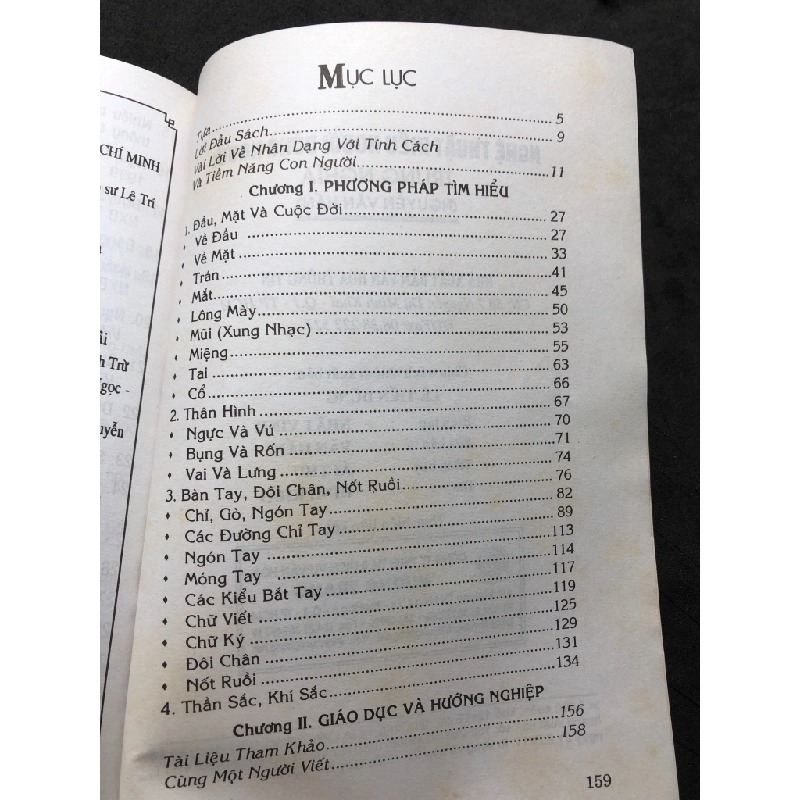 CHÍ MINH
sư Lê Trí
Trừ
MỤC LỤC
Tựa..........5
Lời Đầu Sách..........9
Vài Lời Về Nhân Dạng Với Tính Cách
Và Tiềm Năng Con Người..........11
Chương I. PHƯƠNG PHÁP TÌM HIỂU
1. Đầu, Mặt Và Cuộc Đời..........27
• Về Đầu..........27
• Về Mặt..........33
• Trán..........41
• Mắt..........45
• Lông Mày..........50
• Mũi (Xung Nhạc)..........53
• Miệng..........55
• Tai..........63
• Cổ..........66
2. Thân Hình..........67
• Ngực Và Vú..........70
• Bụng Và Rốn..........71
• Vai Và Lưng..........74
3. Bàn Tay, Đôi Chân, Nốt Ruồi..........76
• Chỉ, Gò, Ngón Tay..........82
• Các Đường Chỉ Tay..........89
• Ngón Tay..........113
• Móng Tay..........114
• Các Kiểu Bắt Tay..........117
• Chữ Viết..........119
• Chữ Ký..........125
• Đôi Chân..........129
• Nốt Ruồi..........131
4. Thần Sắc, Khí Sắc..........134
Chương II. GIÁO DỤC VÀ HƯỚNG NGHIỆP
Tài Liệu Tham Khảo..........156
Cùng Một Người Viết..........158
159